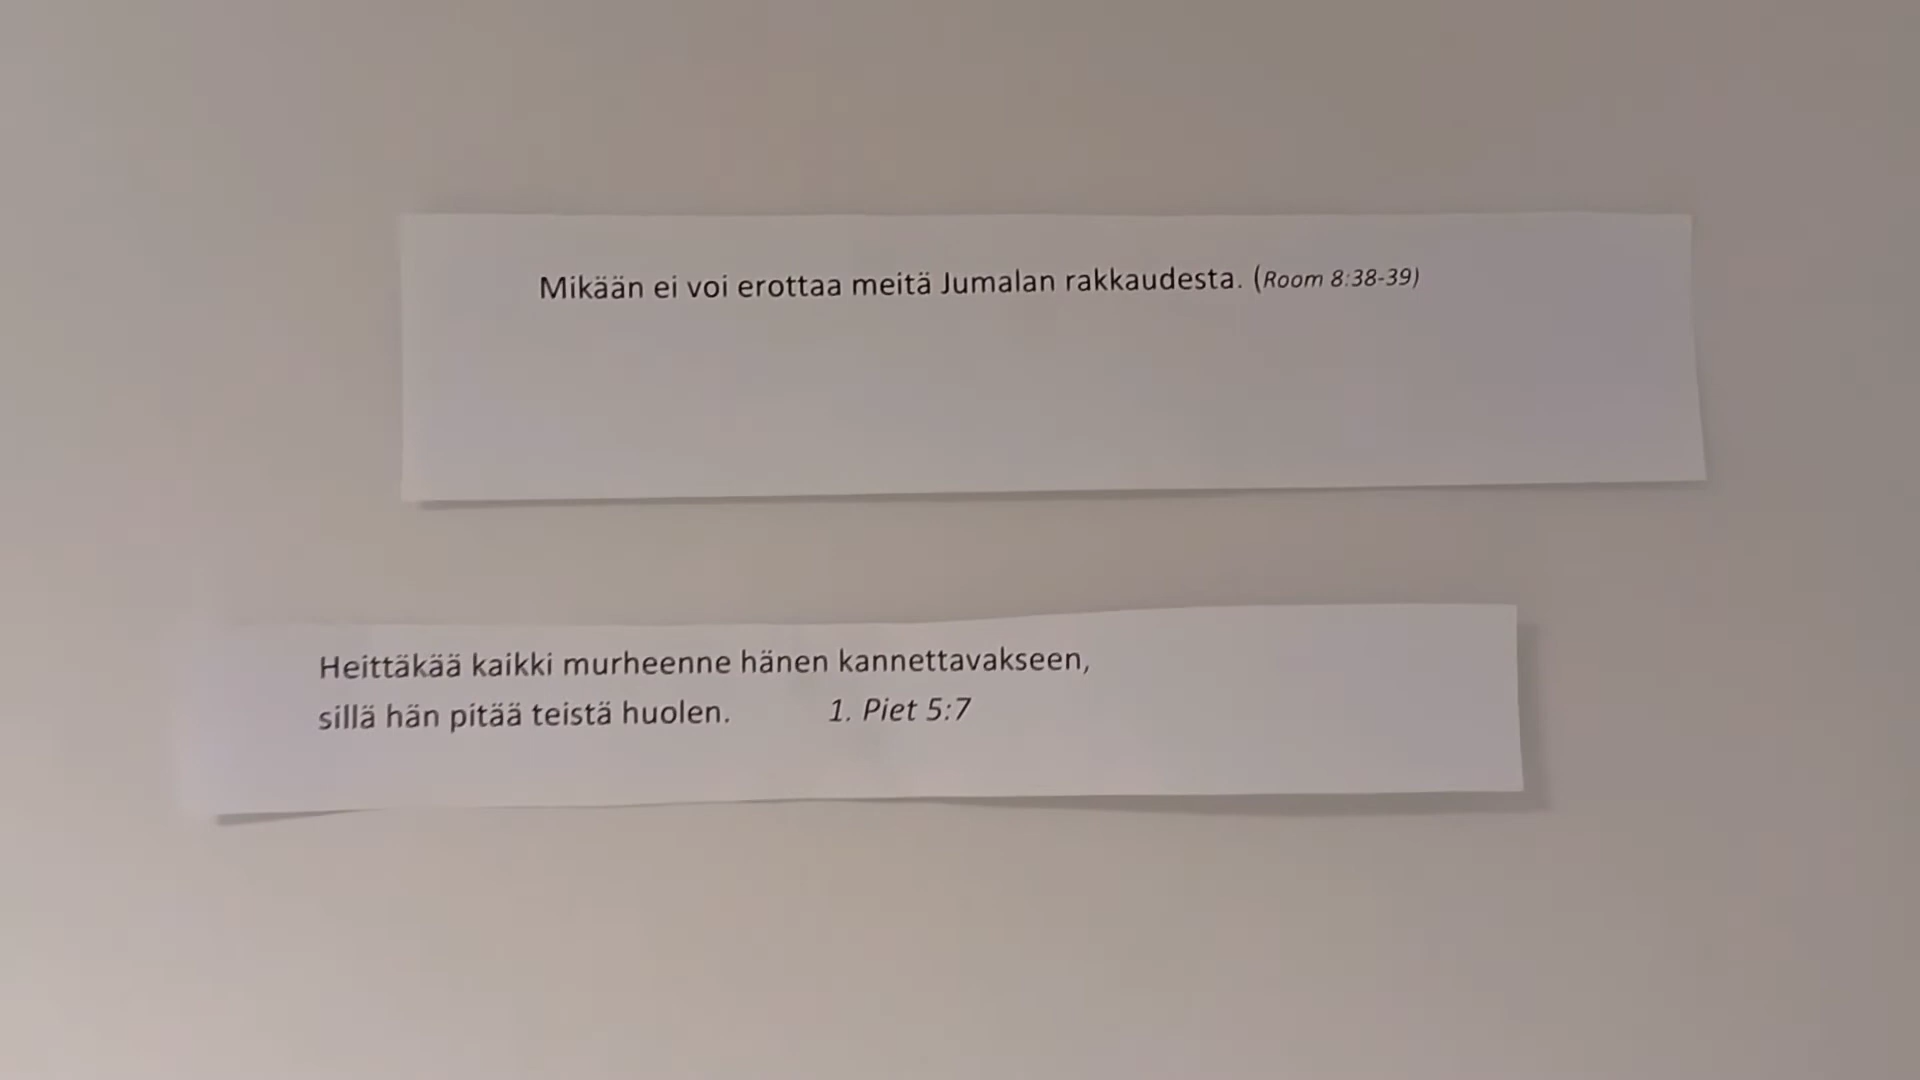 Mikään ei voi erottaa meitä Jumalan rakkaudesta. (Room 8:38-39)
Heittäkää kaikki murheenne hänen kannettavakseen,
sillä hän pitää teistä huolen. 1. Piet 5:7